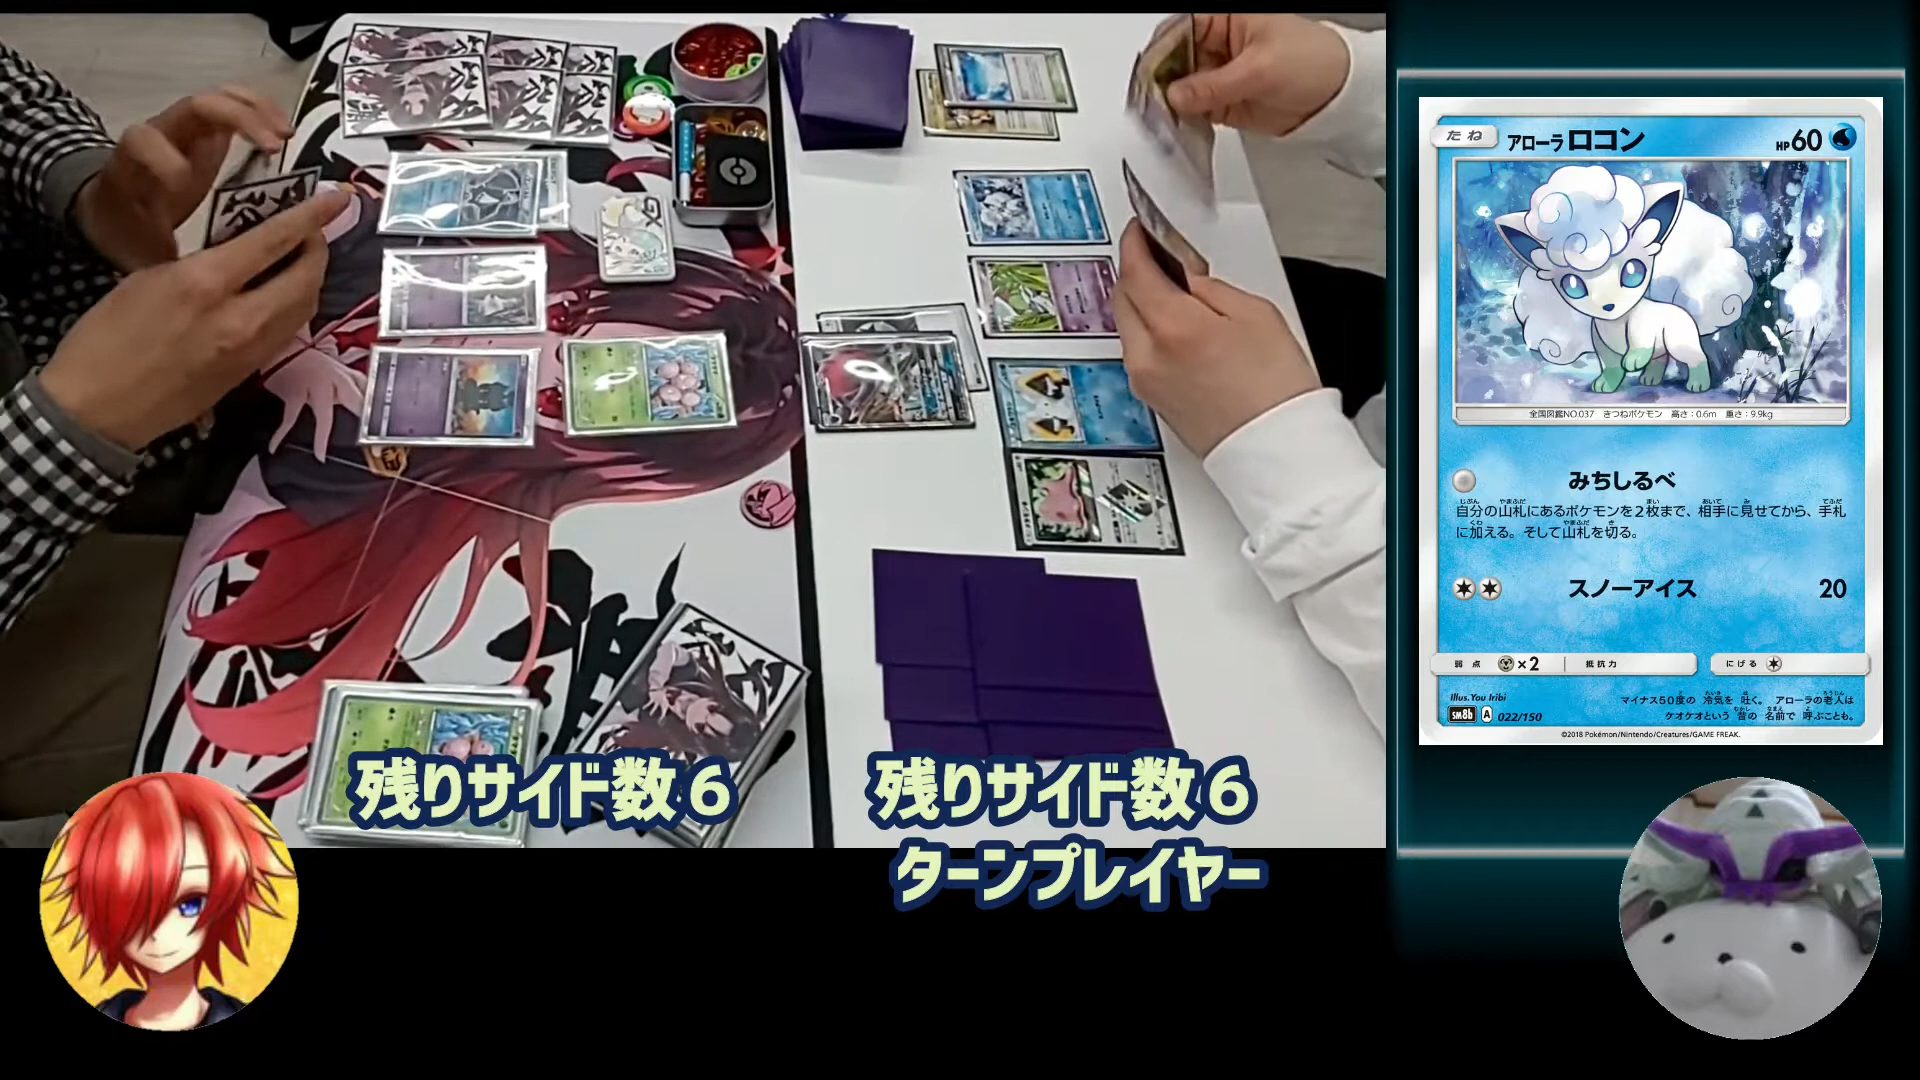 たね アローラ ロコン HP 60
全国図鑑NO.037 きつねポケモン 高さ：0.6m 重さ：9.9kg
みちしるべ
自分の山札にあるポケモンを2枚まで、相手に見せてから、手札
に加える。そして山札を切る。
スノーアイス 20
弱点 ×2 抵抗力 にげる
Illus.You Iribi
マイナス50度の 冷気を 吐く。 アローラの老人は
sm8b A 022/150
ケオケオという 昔の 名前で 呼ぶことも。
©2018 Pokémon/Nintendo/Creatures/GAME FREAK.
残りサイド数６
残りサイド数６
ターンプレイヤー